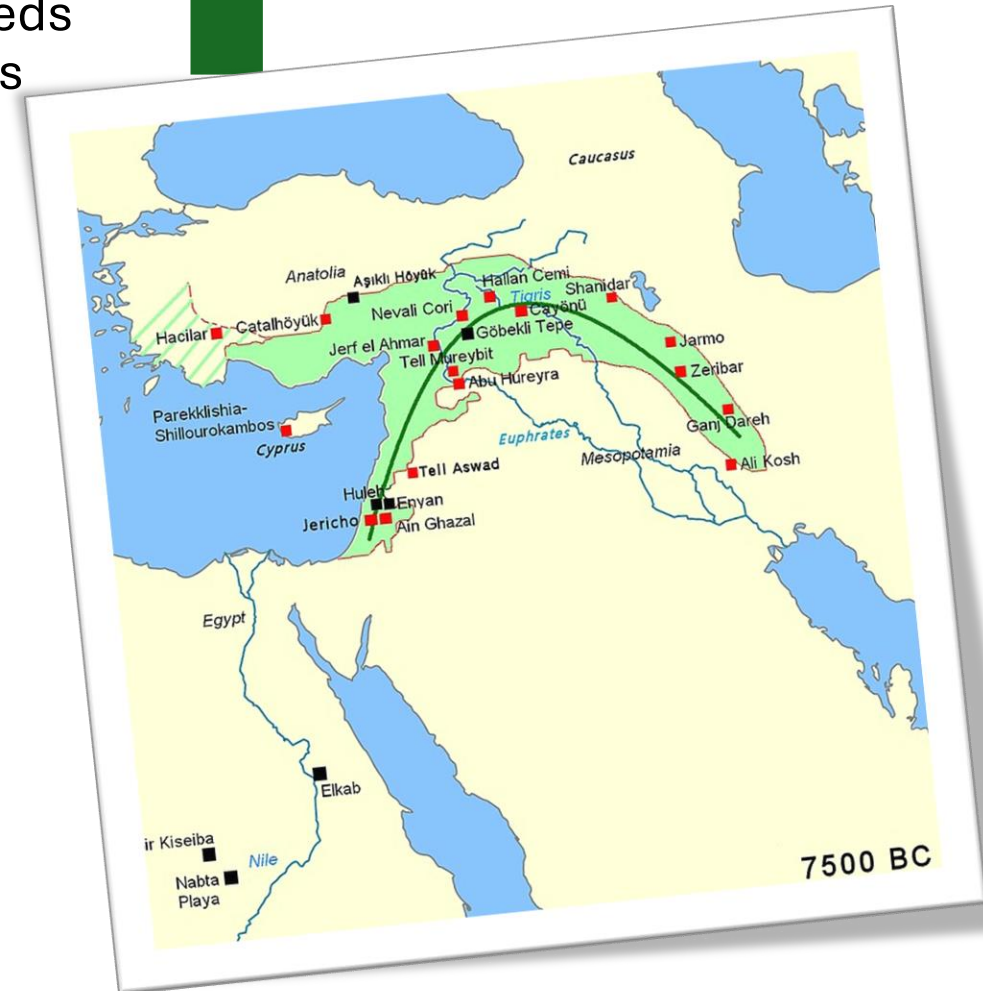 eds
s
Caucasus
Anatolia
Aşıklı Höyük
Hallan Cemi
Shanidar
Tigris
Cayönü
Nevali Cori
Catalhöyük
Hacilar
Göbekli Tepe
Jerf el Ahmar
Jarmo
Tell Mureybit
Zeribar
Abu Hureyra
Parekklishia-
Shillourokambos
Cyprus
Ganj Dareh
Euphrates
Mesopotamia
Ali Kosh
Tell Aswad
Huleh
Enyan
Jericho
Ain Ghazal
Egypt
Elkab
ir Kiseiba
Nile
Nabta
Playa
7500 BC